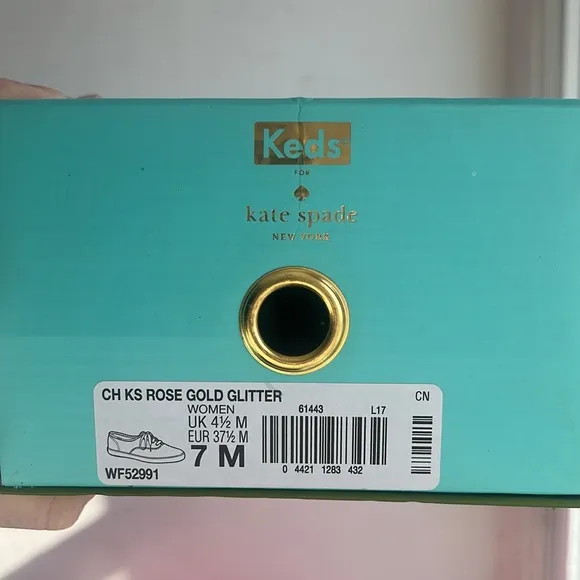 Keds
FOR
kate spade
NEW YORK
CH KS ROSE GOLD GLITTER
CN
WOMEN
61443
L17
UK 4½ M
EUR 37½ M
7 M
WF52991
0 4421 1283 432